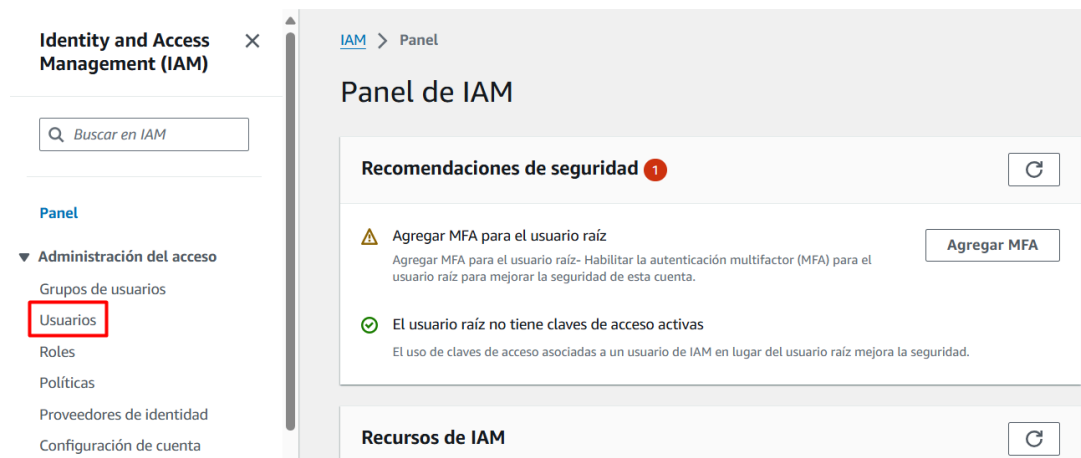 Identity and Access
Management (IAM)
Buscar en IAM
Panel
Administración del acceso
Grupos de usuarios
Usuarios
Roles
Políticas
Proveedores de identidad
Configuración de cuenta
IAM > Panel
Panel de IAM
Recomendaciones de seguridad 1
Agregar MFA para el usuario raíz
Agregar MFA para el usuario raíz- Habilitar la autenticación multifactor (MFA) para el
usuario raíz para mejorar la seguridad de esta cuenta.
Agregar MFA
El usuario raíz no tiene claves de acceso activas
El uso de claves de acceso asociadas a un usuario de IAM en lugar del usuario raíz mejora la seguridad.
Recursos de IAM